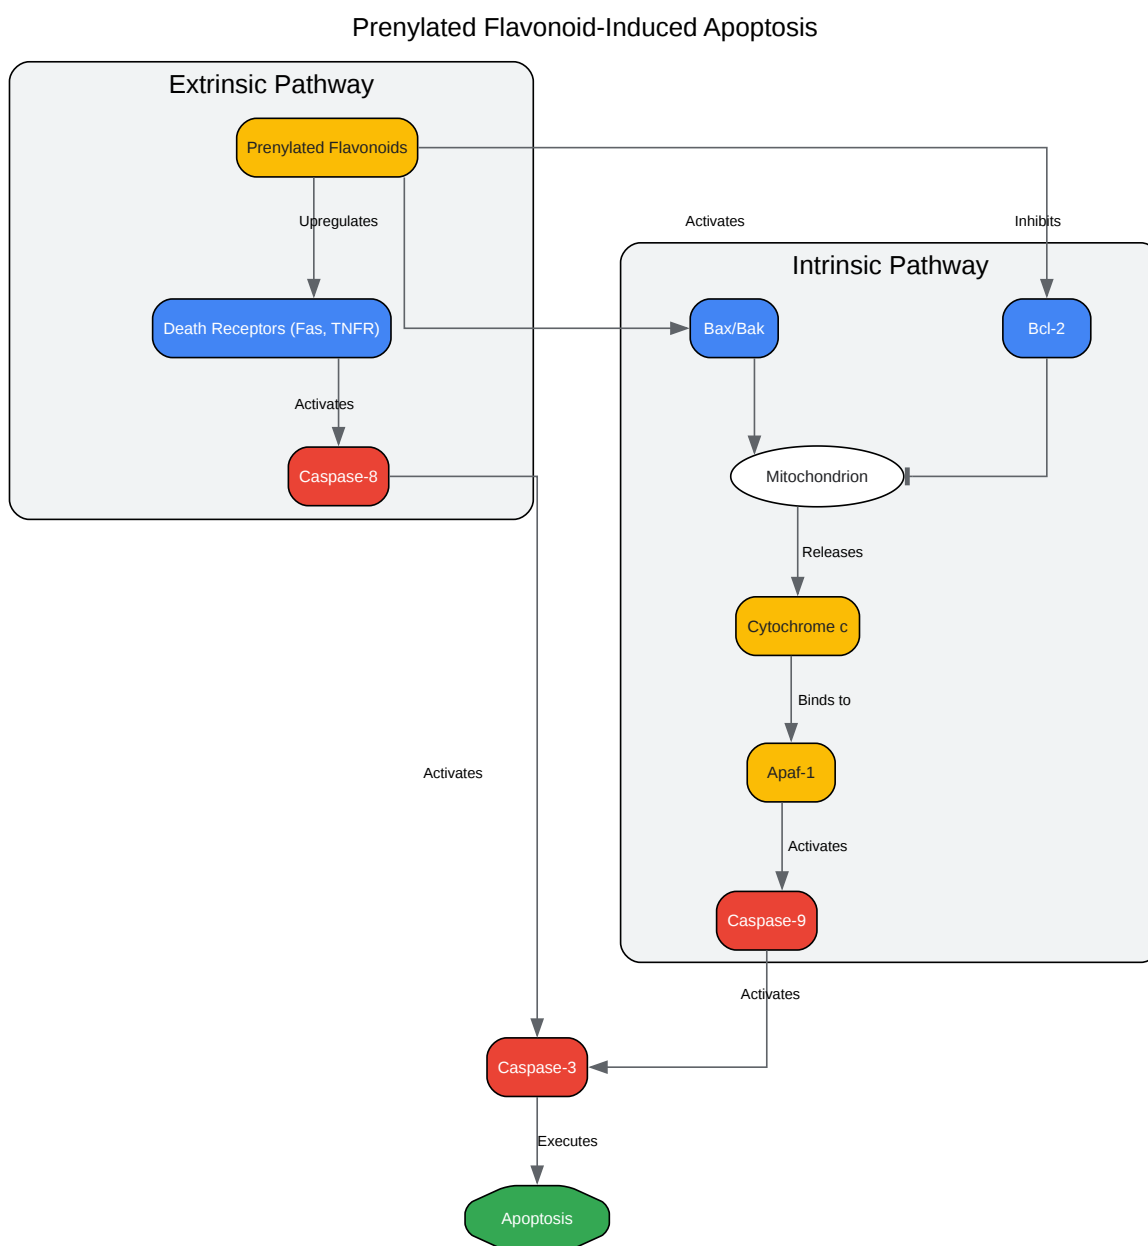 Prenylated Flavonoid-Induced Apoptosis
Extrinsic Pathway
Prenylated Flavonoids
Upregulates
Activates
Inhibits
Intrinsic Pathway
Death Receptors (Fas, TNFR)
Bax/Bak
Bcl-2
Activates
Caspase-8
Mitochondrion
Releases
Cytochrome c
Binds to
Activates
Apaf-1
Activates
Caspase-9
Activates
Caspase-3
Executes
Apoptosis